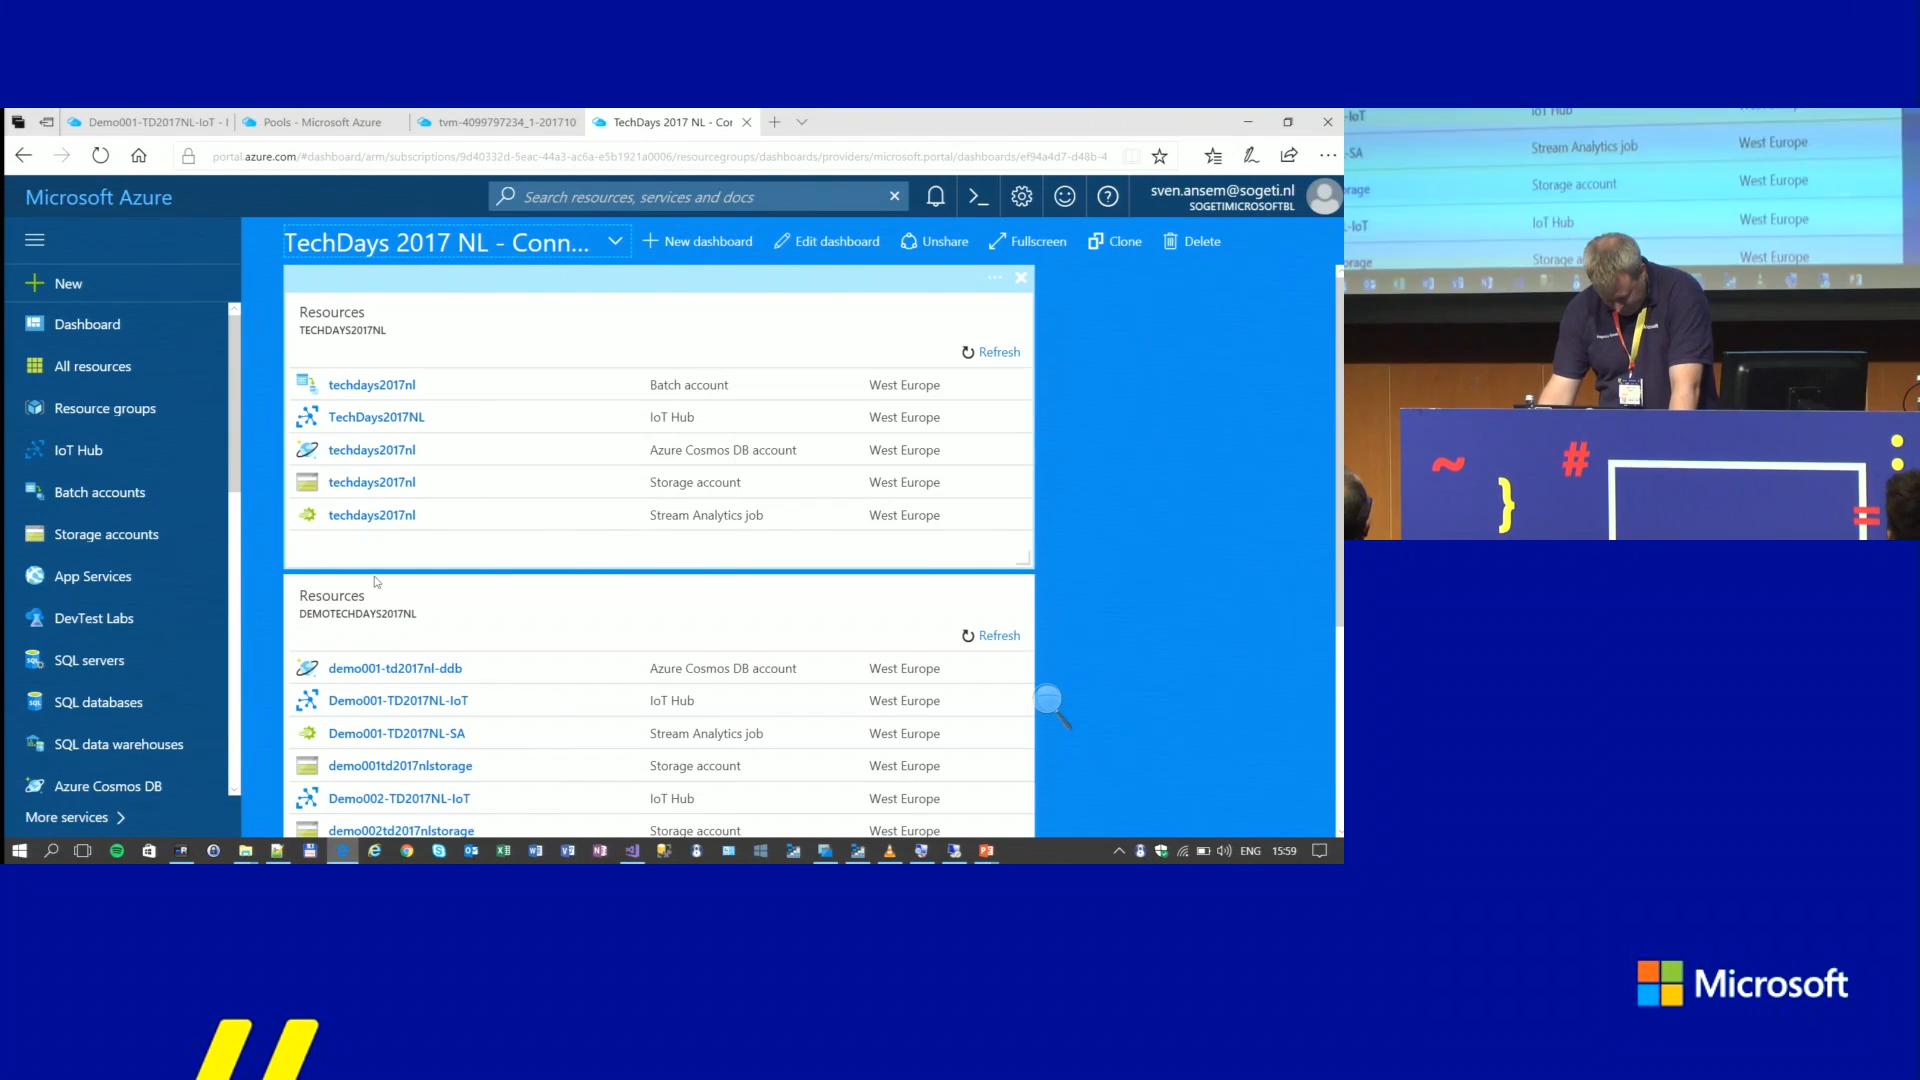 Demo001-TD2017NL-IoT - I
Pools - Microsoft Azure
tvm-4099797234_1-201710
TechDays 2017 NL - Cor
portal.azure.com/#dashboard/arm/subscriptions/9d40332d-5eac-44a3-ac6a-e5b1921a0006/resourcegroups/dashboards/providers/microsoft.portal/dashboards/ef94a4d7-d48b-4
Microsoft Azure
Search resources, services and docs
sven.ansem@sogeti.nl
SOGETIMICROSOFTBL
TechDays 2017 NL - Conn...
New dashboard
Edit dashboard
Unshare
Fullscreen
Clone
Delete
New
Dashboard
All resources
Resource groups
IoT Hub
Batch accounts
Storage accounts
App Services
DevTest Labs
SQL servers
SQL databases
SQL data warehouses
Azure Cosmos DB
More services
Resources
TECHDAYS2017NL
Refresh
techdays2017nl Batch account West Europe
TechDays2017NL IoT Hub West Europe
techdays2017nl Azure Cosmos DB account West Europe
techdays2017nl Storage account West Europe
techdays2017nl Stream Analytics job West Europe
Resources
DEMOTECHDAYS2017NL
Refresh
demo001-td2017nl-ddb Azure Cosmos DB account West Europe
Demo001-TD2017NL-IoT IoT Hub West Europe
Demo001-TD2017NL-SA Stream Analytics job West Europe
demo001td2017nlstorage Storage account West Europe
Demo002-TD2017NL-IoT IoT Hub West Europe
demo002td2017nlstorage Storage account West Europe
ENG 15:59
-IoT IoT Hub
-SA Stream Analytics job West Europe
orage Storage account West Europe
-IoT IoT Hub West Europe
orage Storage a West Europe
~ } # : =
Microsoft
//